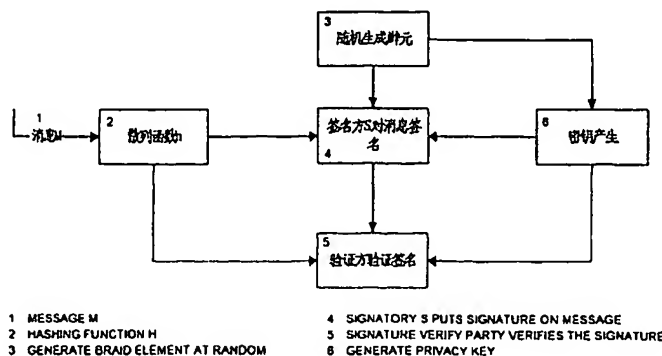 3
随机生成辫元
1
消息M
2
散列函数h
签名方S对消息签
名
4
6
密钥产生
5
验证方验证签名
1 MESSAGE M
2 HASHING FUNCTION H
3 GENERATE BRAID ELEMENT AT RANDOM
4 SIGNATORY S PUTS SIGNATURE ON MESSAGE
5 SIGNATURE VERIFY PARTY VERIFIES THE SIGNATURE
6 GENERATE PRIVACY KEY